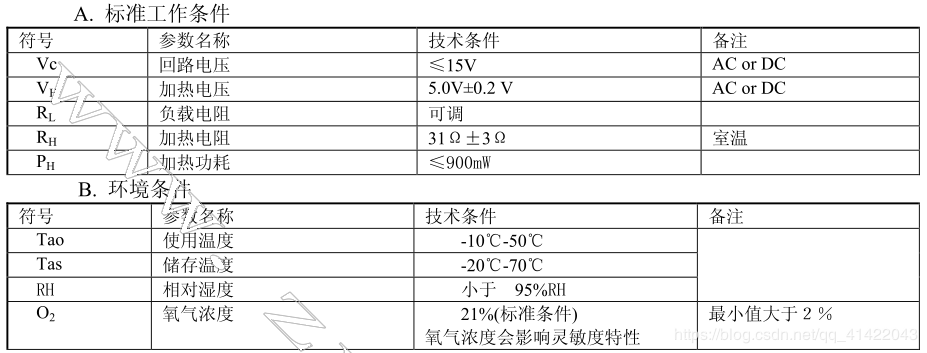 A. 标准工作条件
符号 参数名称 技术条件 备注
Vc 回路电压 ≤15V AC or DC
加热电压 5.0V±0.2 V AC or DC
RL 负载电阻 可调
RH 加热电阻 31Ω±3Ω 室温
PH 加热功耗 ≤900mW
B. 环境条件
符号 参数名称 技术条件 备注
Tao 使用温度 -10℃-50℃
Tas 储存温度 -20℃-70℃
RH 相对湿度 小于 95%RH
O2 氧气浓度 21%(标准条件) 最小值大于2%
氧气浓度会影响灵敏度特性
https://blog.csdn.net/qq_41422043